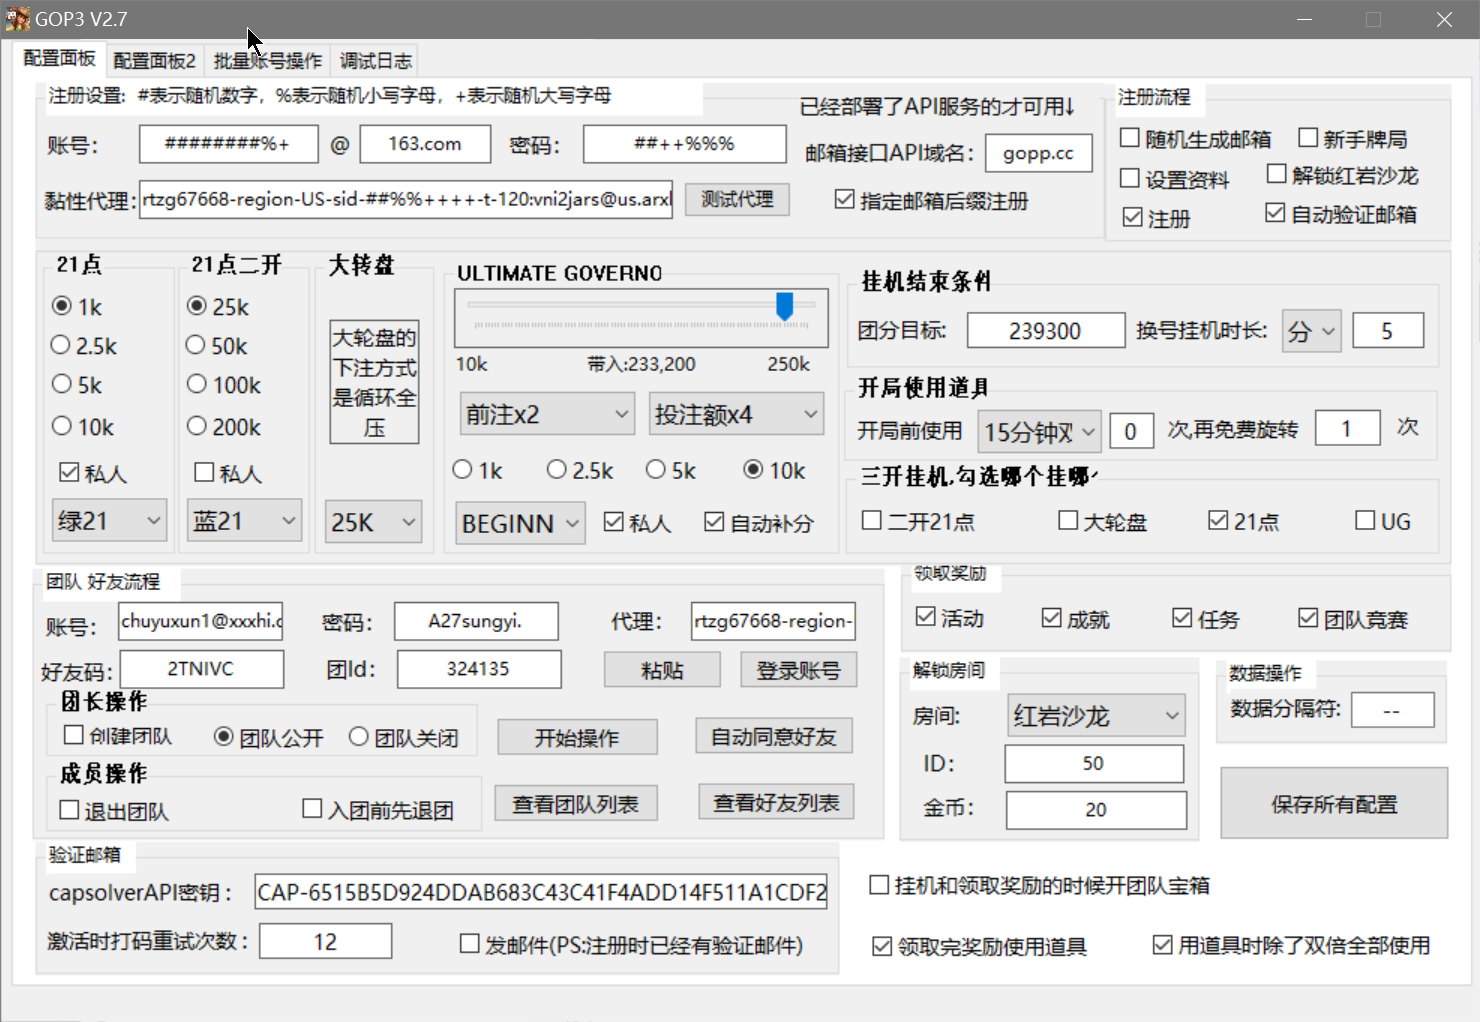 GOP3 V2.7
配置面板 配置面板2 批量账号操作 调试日志
注册设置: #表示随机数字，%表示随机小写字母，+表示随机大写字母
账号： ########%+ @ 163.com 密码： ##++%%%
黏性代理: rtzg67668-region-US-sid-##%%++++-t-120:vni2jars@us.arxl 测试代理
已经部署了API服务的才可用↓
邮箱接口API域名： gopp.cc
指定邮箱后缀注册
注册流程
随机生成邮箱 新手牌局
设置资料 解锁红岩沙龙
注册 自动验证邮箱
21点
1k
2.5k
5k
10k
私人
绿21
21点二开
25k
50k
100k
200k
私人
蓝21
大转盘
大轮盘的
下注方式
是循环全
压
25K
ULTIMATE GOVERNO
10k 带入:233,200 250k
前注x2 投注额x4
1k 2.5k 5k 10k
BEGINN 私人 自动补分
挂机结束条件
团分目标: 239300 换号挂机时长: 分 5
开局使用道具
开局前使用 15分钟双 0 次,再免费旋转 1 次
三开挂机,勾选哪个挂哪个
二开21点 大轮盘 21点 UG
团队 好友流程
账号： chuyuxun1@xxxhi.c 密码： A27sungyi. 代理： rtzg67668-region-
好友码: 2TNIVC 团Id: 324135 粘贴 登录账号
团长操作
创建团队 团队公开 团队关闭 开始操作 自动同意好友
成员操作
退出团队 入团前先退团 查看团队列表 查看好友列表
领取奖励
活动 成就 任务 团队竞赛
解锁房间
房间: 红岩沙龙
ID： 50
金币： 20
数据操作
数据分隔符: --
保存所有配置
验证邮箱
capsolverAPI密钥： CAP-6515B5D924DDAB683C43C41F4ADD14F511A1CDF2
激活时打码重试次数： 12 发邮件(PS:注册时已经有验证邮件)
挂机和领取奖励的时候开团队宝箱
领取完奖励使用道具 用道具时除了双倍全部使用